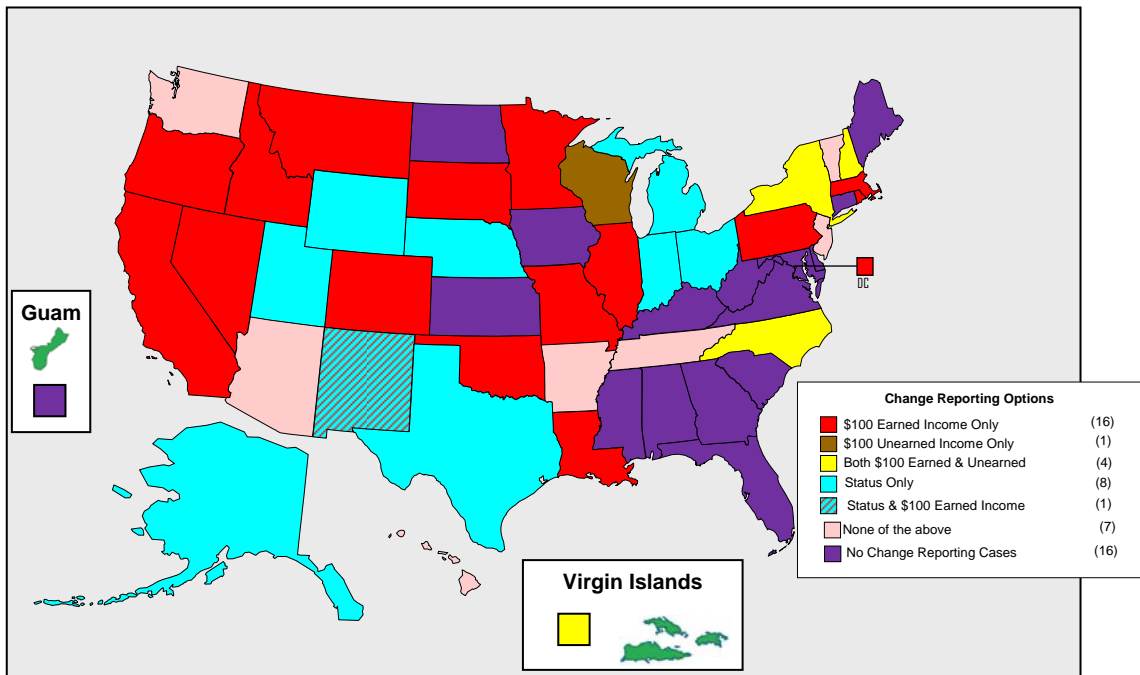 DC
Guam
Change Reporting Options
$100 Earned Income Only (16)
$100 Unearned Income Only (1)
Both $100 Earned & Unearned (4)
Status Only (8)
Status & $100 Earned Income (1)
None of the above (7)
No Change Reporting Cases (16)
Virgin Islands